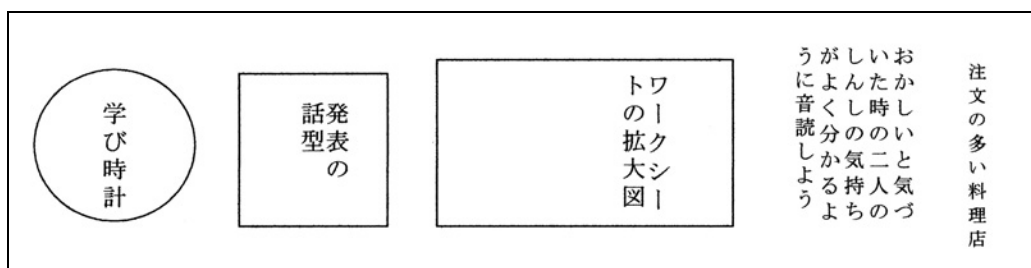 注文の多い料理店
おかしいと気づ
いた時の二人の
しんしの気持ち
がよく分かるよ
うに音読しよう
ワークシー
トの拡大図
発表の
話型
学び時計